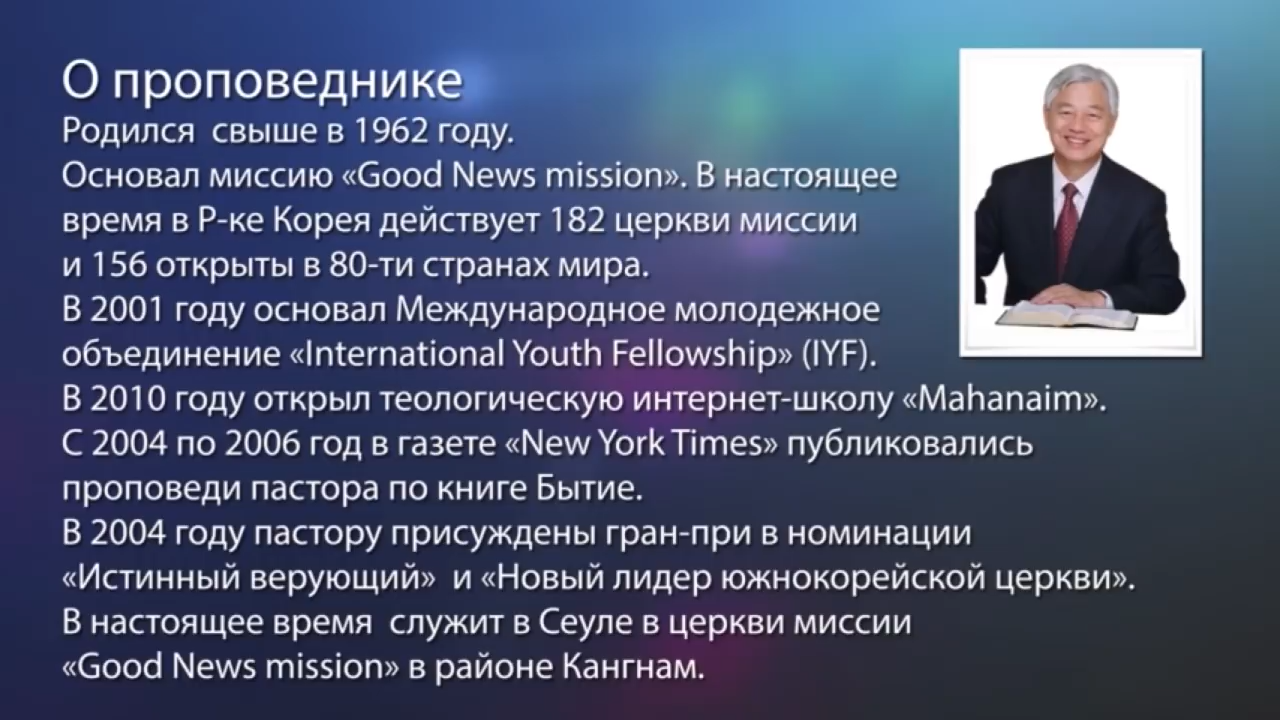 О проповеднике
Родился свыше в 1962 году.
Основал миссию «Good News mission». В настоящее
время в Р-ке Корея действует 182 церкви миссии
и 156 открыты в 80-ти странах мира.
В 2001 году основал Международное молодежное
объединение «International Youth Fellowship» (IYF).
В 2010 году открыл теологическую интернет-школу «Mahanaim».
С 2004 по 2006 год в газете «New York Times» публиковались
проповеди пастора по книге Бытие.
В 2004 году пастору присуждены гран-при в номинации
«Истинный верующий» и «Новый лидер южнокорейской церкви».
В настоящее время служит в Сеуле в церкви миссии
«Good News mission» в районе Кангнам.